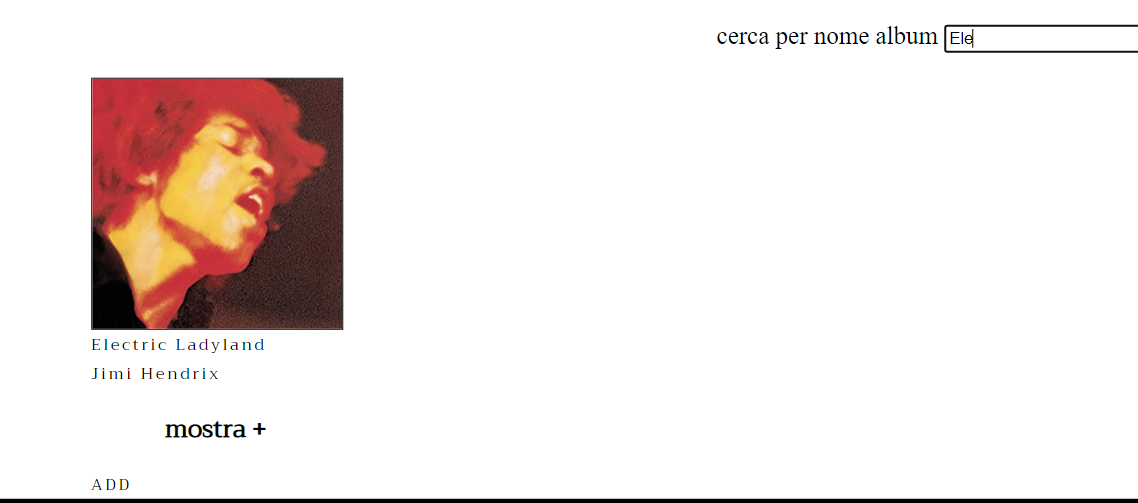 cerca per nome album Ele
Electric Ladyland
Jimi Hendrix
mostra +
ADD